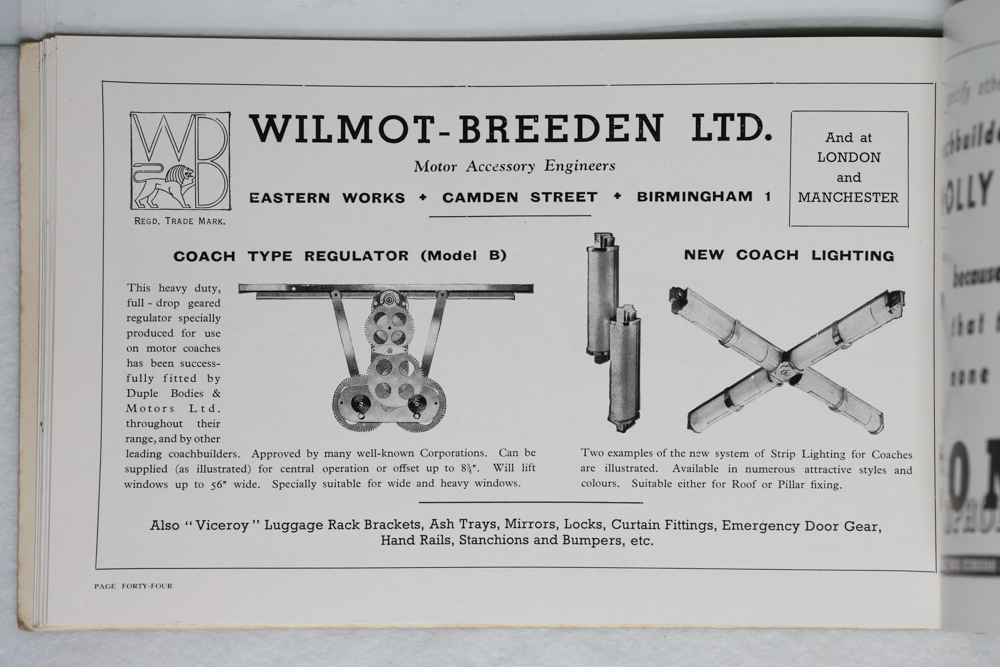 WDB
REGD. TRADE MARK.
WILMOT-BREEDEN LTD.
Motor Accessory Engineers
EASTERN WORKS + CAMDEN STREET + BIRMINGHAM 1
And at
LONDON
and
MANCHESTER
COACH TYPE REGULATOR (Model B)
This heavy duty,
full-drop geared
regulator specially
produced for use
on motor coaches
has been success-
fully fitted by
Duple Bodies &
Motors Ltd.
throughout their
range, and by other
leading coachbuilders. Approved by many well-known Corporations. Can be
supplied (as illustrated) for central operation or offset up to 8¾". Will lift
windows up to 56" wide. Specially suitable for wide and heavy windows.
NEW COACH LIGHTING
Two examples of the new system of Strip Lighting for Coaches
are illustrated. Available in numerous attractive styles and
colours. Suitable either for Roof or Pillar fixing.
Also "Viceroy" Luggage Rack Brackets, Ash Trays, Mirrors, Locks, Curtain Fittings, Emergency Door Gear,
Hand Rails, Stanchions and Bumpers, etc.
PAGE FORTY-FOUR
OLLY
because
that
none